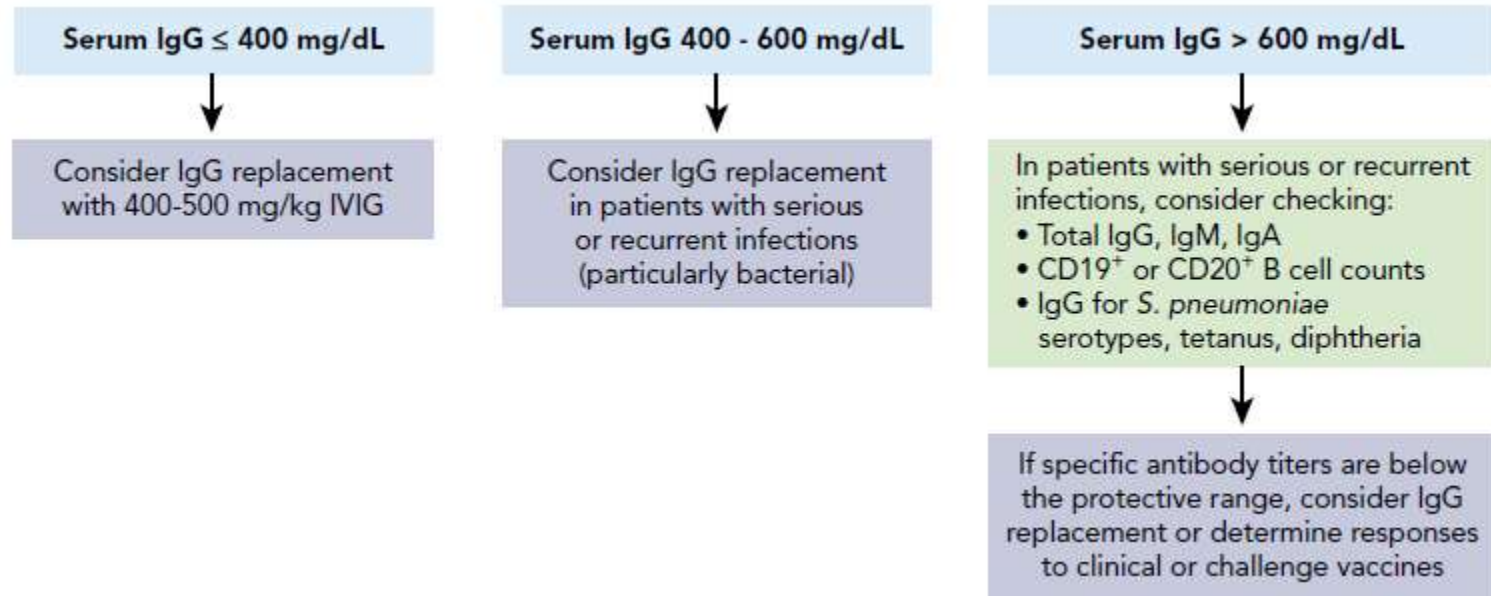 Serum IgG ≤ 400 mg/dL
Consider IgG replacement
with 400-500 mg/kg IVIG
Serum IgG 400 - 600 mg/dL
Consider IgG replacement
in patients with serious
or recurrent infections
(particularly bacterial)
Serum IgG > 600 mg/dL
In patients with serious or recurrent
infections, consider checking:
• Total IgG, IgM, IgA
• CD19⁺ or CD20⁺ B cell counts
• IgG for S. pneumoniae
serotypes, tetanus, diphtheria
If specific antibody titers are below
the protective range, consider IgG
replacement or determine responses
to clinical or challenge vaccines